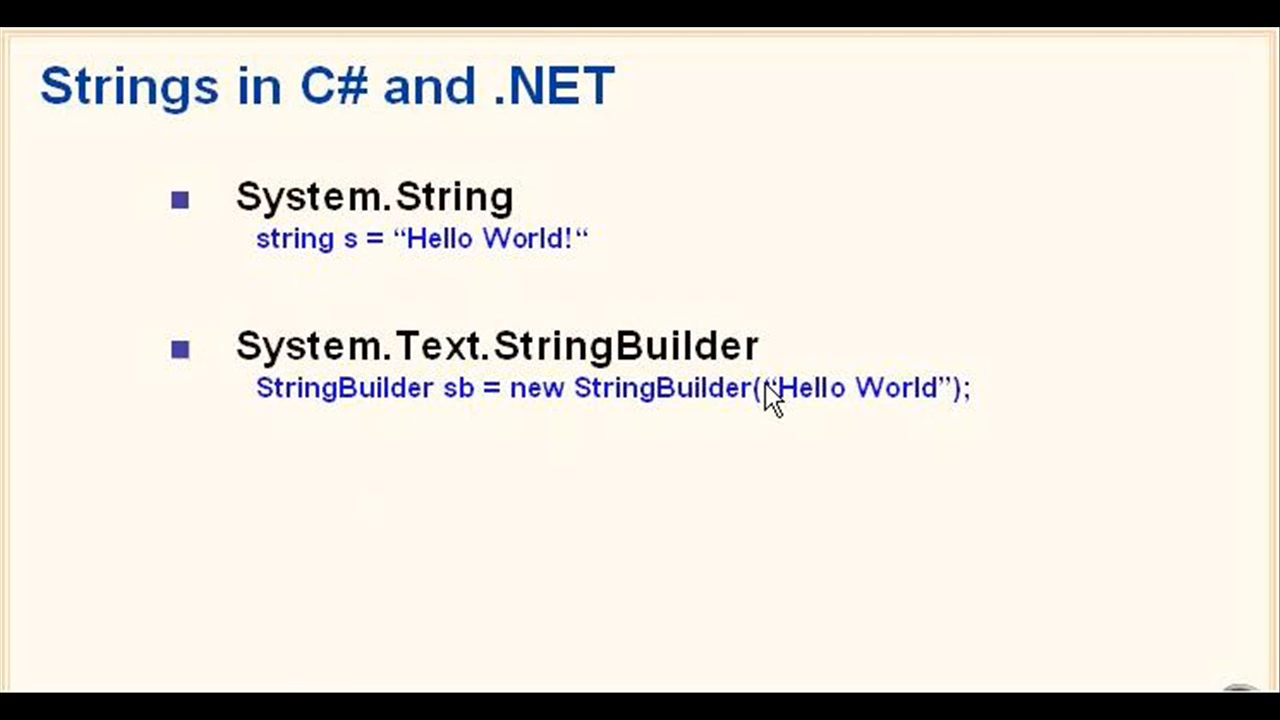 Strings in C# and .NET
System.String
string s = “Hello World!“
System.Text.StringBuilder
StringBuilder sb = new StringBuilder(“Hello World”);